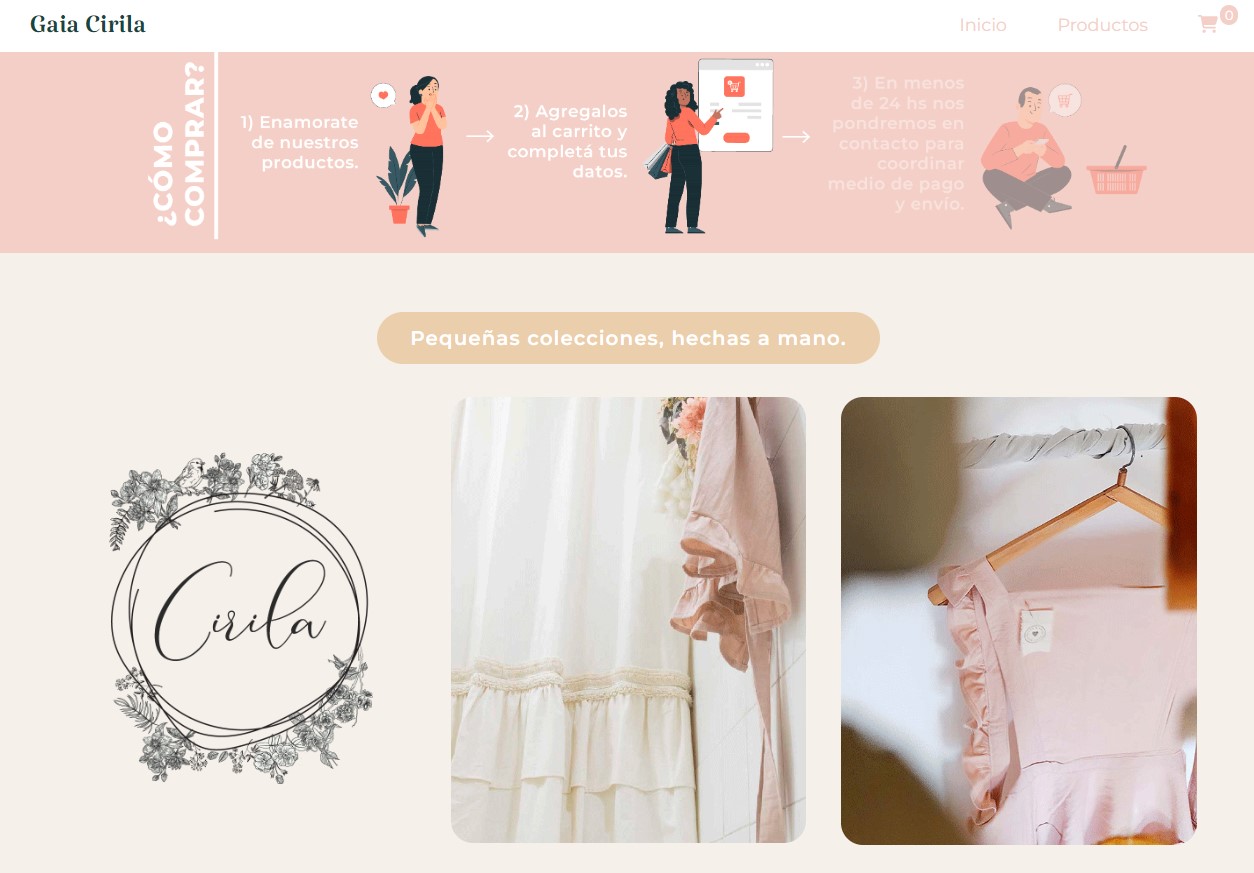 Gaia Cirila
Inicio
Productos
0
¿CÓMO
COMPRAR?
1) Enamorate
de nuestros
productos.
2) Agregalos
al carrito y
completá tus
datos.
3) En menos
de 24 hs nos
pondremos en
contacto para
coordinar
medio de pago
y envío.
Pequeñas colecciones, hechas a mano.
Cirila